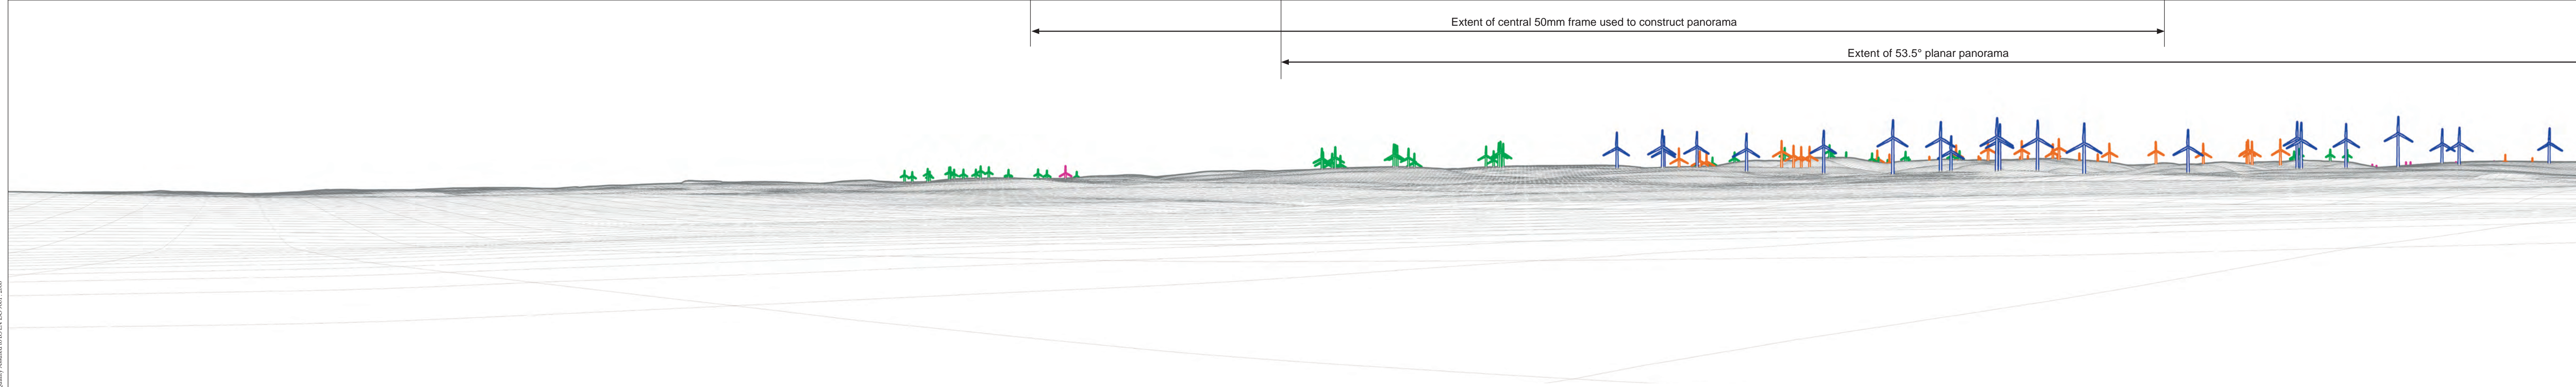 Extent of central 50mm frame used to construct panorama
Extent of 53.5° planar panorama